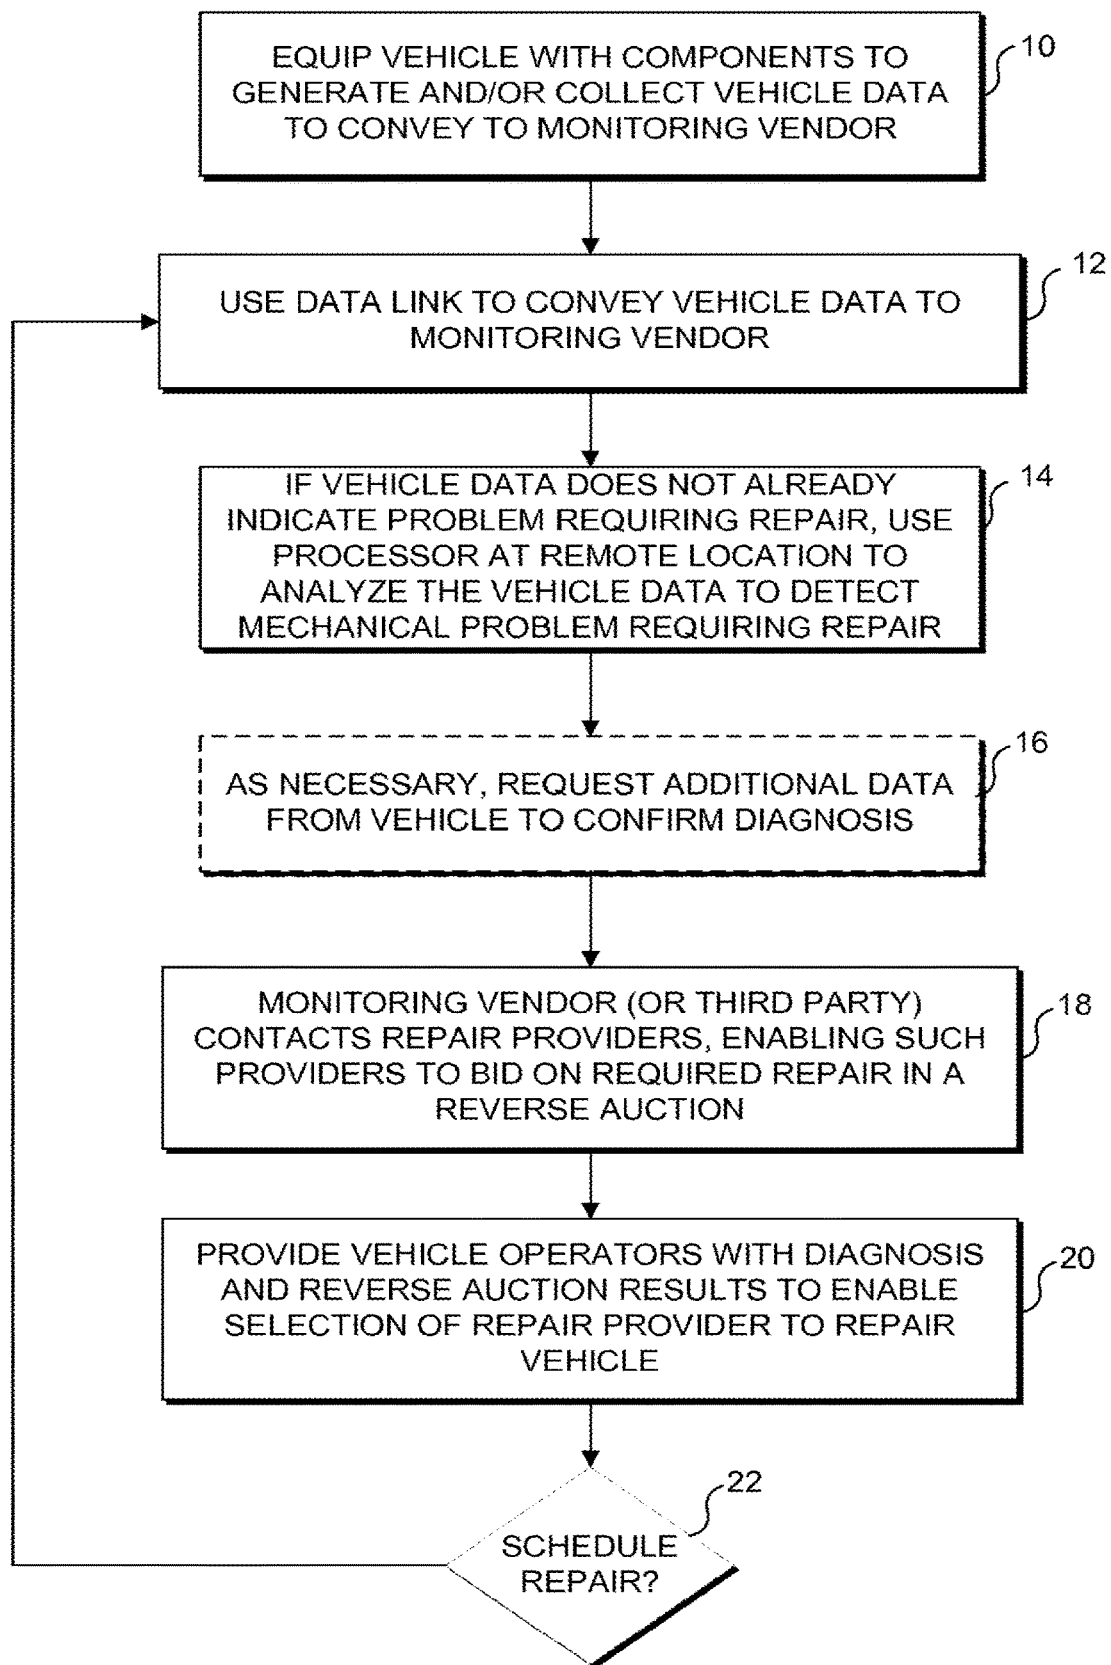 EQUIP VEHICLE WITH COMPONENTS TO
GENERATE AND/OR COLLECT VEHICLE DATA
TO CONVEY TO MONITORING VENDOR
10
USE DATA LINK TO CONVEY VEHICLE DATA TO
MONITORING VENDOR
12
IF VEHICLE DATA DOES NOT ALREADY
INDICATE PROBLEM REQUIRING REPAIR, USE
PROCESSOR AT REMOTE LOCATION TO
ANALYZE THE VEHICLE DATA TO DETECT
MECHANICAL PROBLEM REQUIRING REPAIR
14
AS NECESSARY, REQUEST ADDITIONAL DATA
FROM VEHICLE TO CONFIRM DIAGNOSIS
16
MONITORING VENDOR (OR THIRD PARTY)
CONTACTS REPAIR PROVIDERS, ENABLING SUCH
PROVIDERS TO BID ON REQUIRED REPAIR IN A
REVERSE AUCTION
18
PROVIDE VEHICLE OPERATORS WITH DIAGNOSIS
AND REVERSE AUCTION RESULTS TO ENABLE
SELECTION OF REPAIR PROVIDER TO REPAIR
VEHICLE
20
SCHEDULE
REPAIR?
22